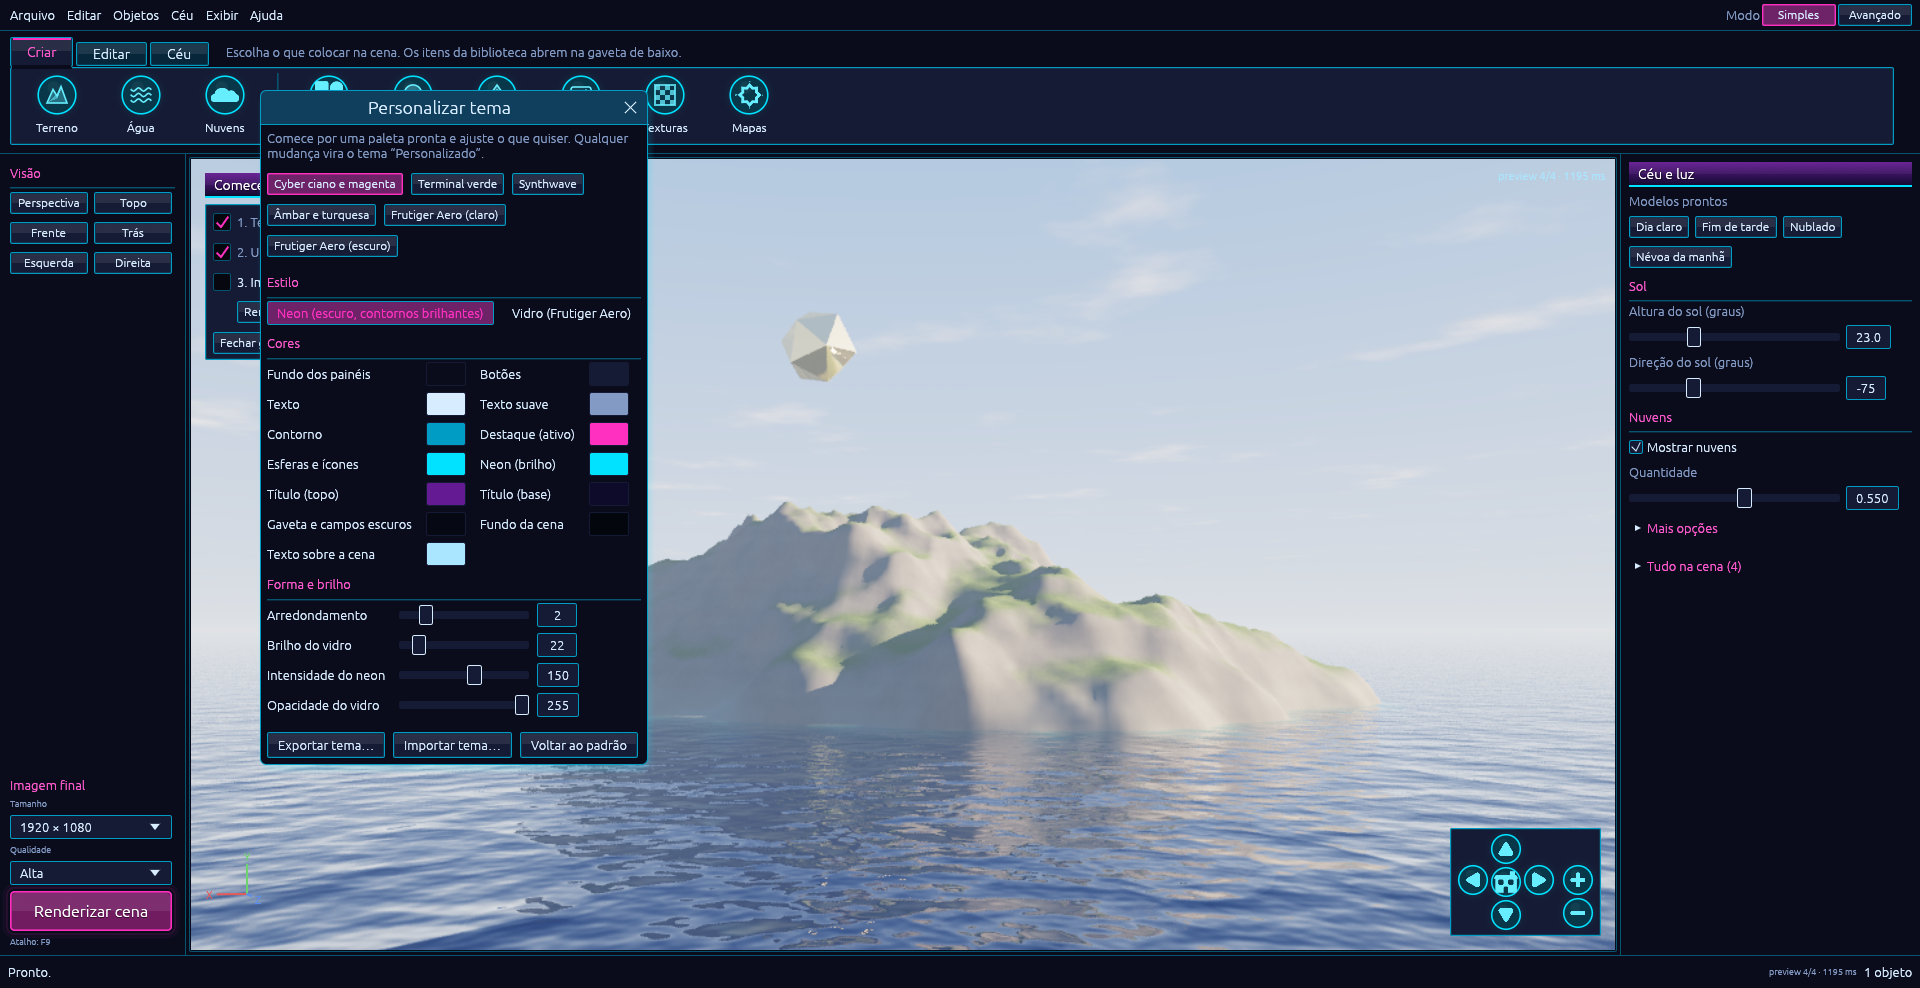 Arquivo Editar Objetos Céu Exibir Ajuda
Modo Simples Avançado
Criar Editar Céu Escolha o que colocar na cena. Os itens da biblioteca abrem na gaveta de baixo.
Terreno Água Nuvens exturas Mapas
Visão
Perspectiva Topo
Frente Trás
Esquerda Direita
Imagem final
Tamanho
1920 × 1080
Qualidade
Alta
Renderizar cena
Atalho: F9
Comece
1. Te
2. U
3. In
Rei
Fechar
Personalizar tema
Comece por uma paleta pronta e ajuste o que quiser. Qualquer
mudança vira o tema “Personalizado”.
Cyber ciano e magenta Terminal verde Synthwave
Âmbar e turquesa Frutiger Aero (claro)
Frutiger Aero (escuro)
Estilo
Neon (escuro, contornos brilhantes) Vidro (Frutiger Aero)
Cores
Fundo dos painéis Botões
Texto Texto suave
Contorno Destaque (ativo)
Esferas e ícones Neon (brilho)
Título (topo) Título (base)
Gaveta e campos escuros Fundo da cena
Texto sobre a cena
Forma e brilho
Arredondamento 2
Brilho do vidro 22
Intensidade do neon 150
Opacidade do vidro 255
Exportar tema... Importar tema... Voltar ao padrão
preview 4/4 · 1195 ms
Céu e luz
Modelos prontos
Dia claro Fim de tarde Nublado
Névoa da manhã
Sol
Altura do sol (graus)
23.0
Direção do sol (graus)
-75
Nuvens
Mostrar nuvens
Quantidade
0.550
Mais opções
Tudo na cena (4)
Pronto.
preview 4/4 · 1195 ms 1 objeto